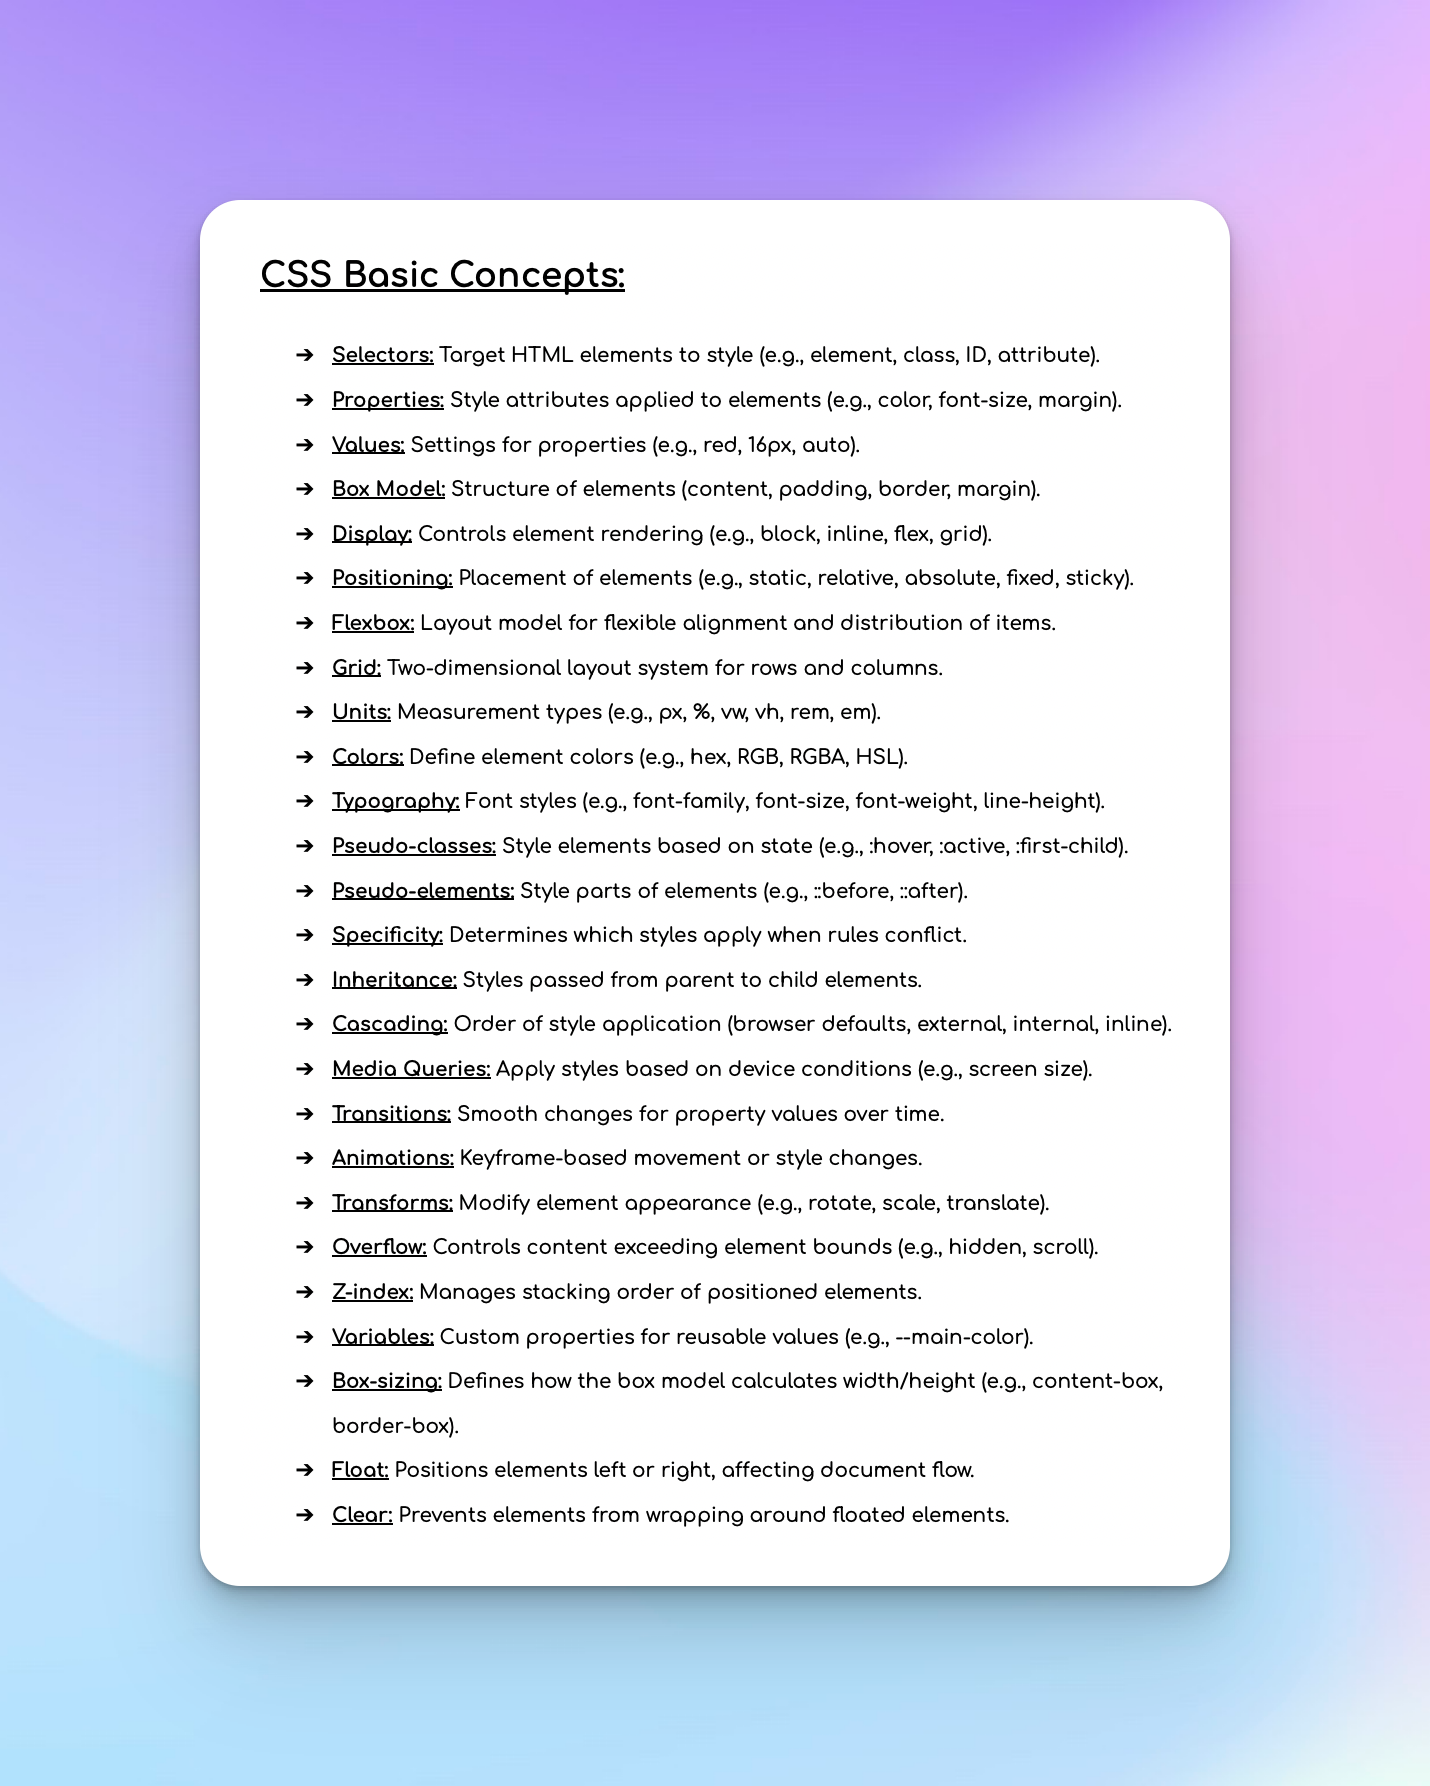 CSS Basic Concepts:
➔ Selectors: Target HTML elements to style (e.g., element, class, ID, attribute).
➔ Properties: Style attributes applied to elements (e.g., color, font-size, margin).
➔ Values: Settings for properties (e.g., red, 16px, auto).
➔ Box Model: Structure of elements (content, padding, border, margin).
➔ Display: Controls element rendering (e.g., block, inline, flex, grid).
➔ Positioning: Placement of elements (e.g., static, relative, absolute, fixed, sticky).
➔ Flexbox: Layout model for flexible alignment and distribution of items.
➔ Grid: Two-dimensional layout system for rows and columns.
➔ Units: Measurement types (e.g., px, %, vw, vh, rem, em).
➔ Colors: Define element colors (e.g., hex, RGB, RGBA, HSL).
➔ Typography: Font styles (e.g., font-family, font-size, font-weight, line-height).
➔ Pseudo-classes: Style elements based on state (e.g., :hover, :active, :first-child).
➔ Pseudo-elements: Style parts of elements (e.g., ::before, ::after).
➔ Specificity: Determines which styles apply when rules conflict.
➔ Inheritance: Styles passed from parent to child elements.
➔ Cascading: Order of style application (browser defaults, external, internal, inline).
➔ Media Queries: Apply styles based on device conditions (e.g., screen size).
➔ Transitions: Smooth changes for property values over time.
➔ Animations: Keyframe-based movement or style changes.
➔ Transforms: Modify element appearance (e.g., rotate, scale, translate).
➔ Overflow: Controls content exceeding element bounds (e.g., hidden, scroll).
➔ Z-index: Manages stacking order of positioned elements.
➔ Variables: Custom properties for reusable values (e.g., --main-color).
➔ Box-sizing: Defines how the box model calculates width/height (e.g., content-box,
border-box).
➔ Float: Positions elements left or right, affecting document flow.
➔ Clear: Prevents elements from wrapping around floated elements.